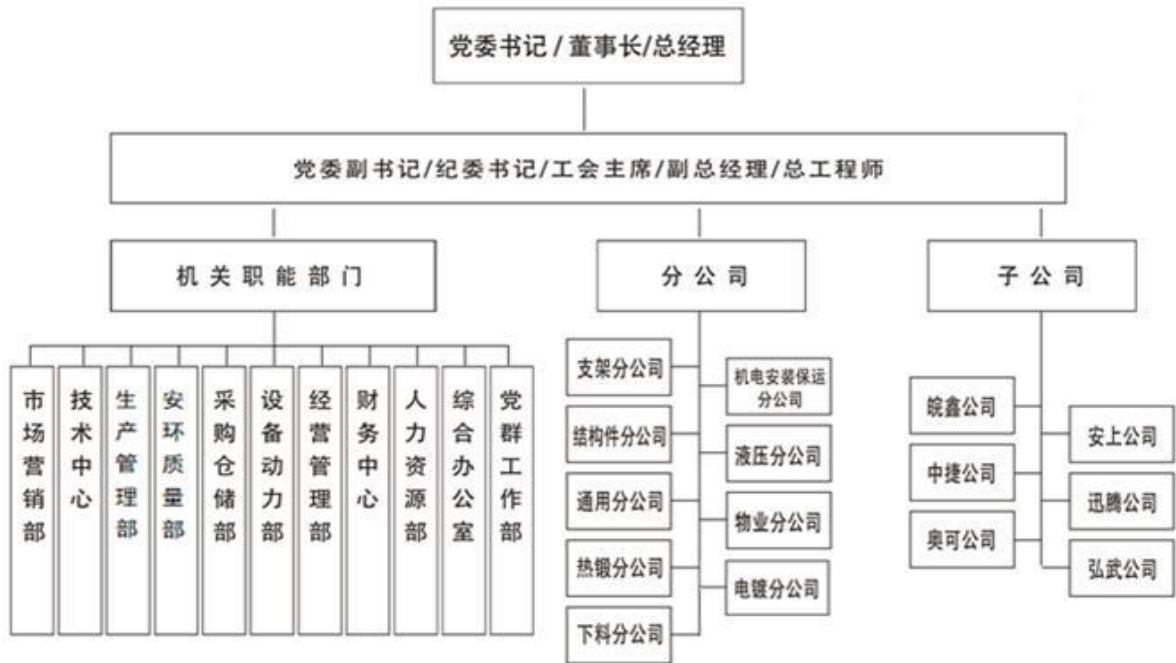 党委书记/董事长/总经理
党委副书记/纪委书记/工会主席/副总经理/总工程师
机关职能部门
分公司
子公司
市场营销部
技术中心
生产管理部
安环质量部
采购仓储部
设备动力部
经营管理部
财务中心
人力资源部
综合办公室
党群工作部
支架分公司
结构件分公司
通用分公司
热锻分公司
下料分公司
机电安装保运
分公司
液压分公司
物业分公司
电镀分公司
皖鑫公司
中捷公司
奥可公司
安上公司
迅腾公司
弘武公司